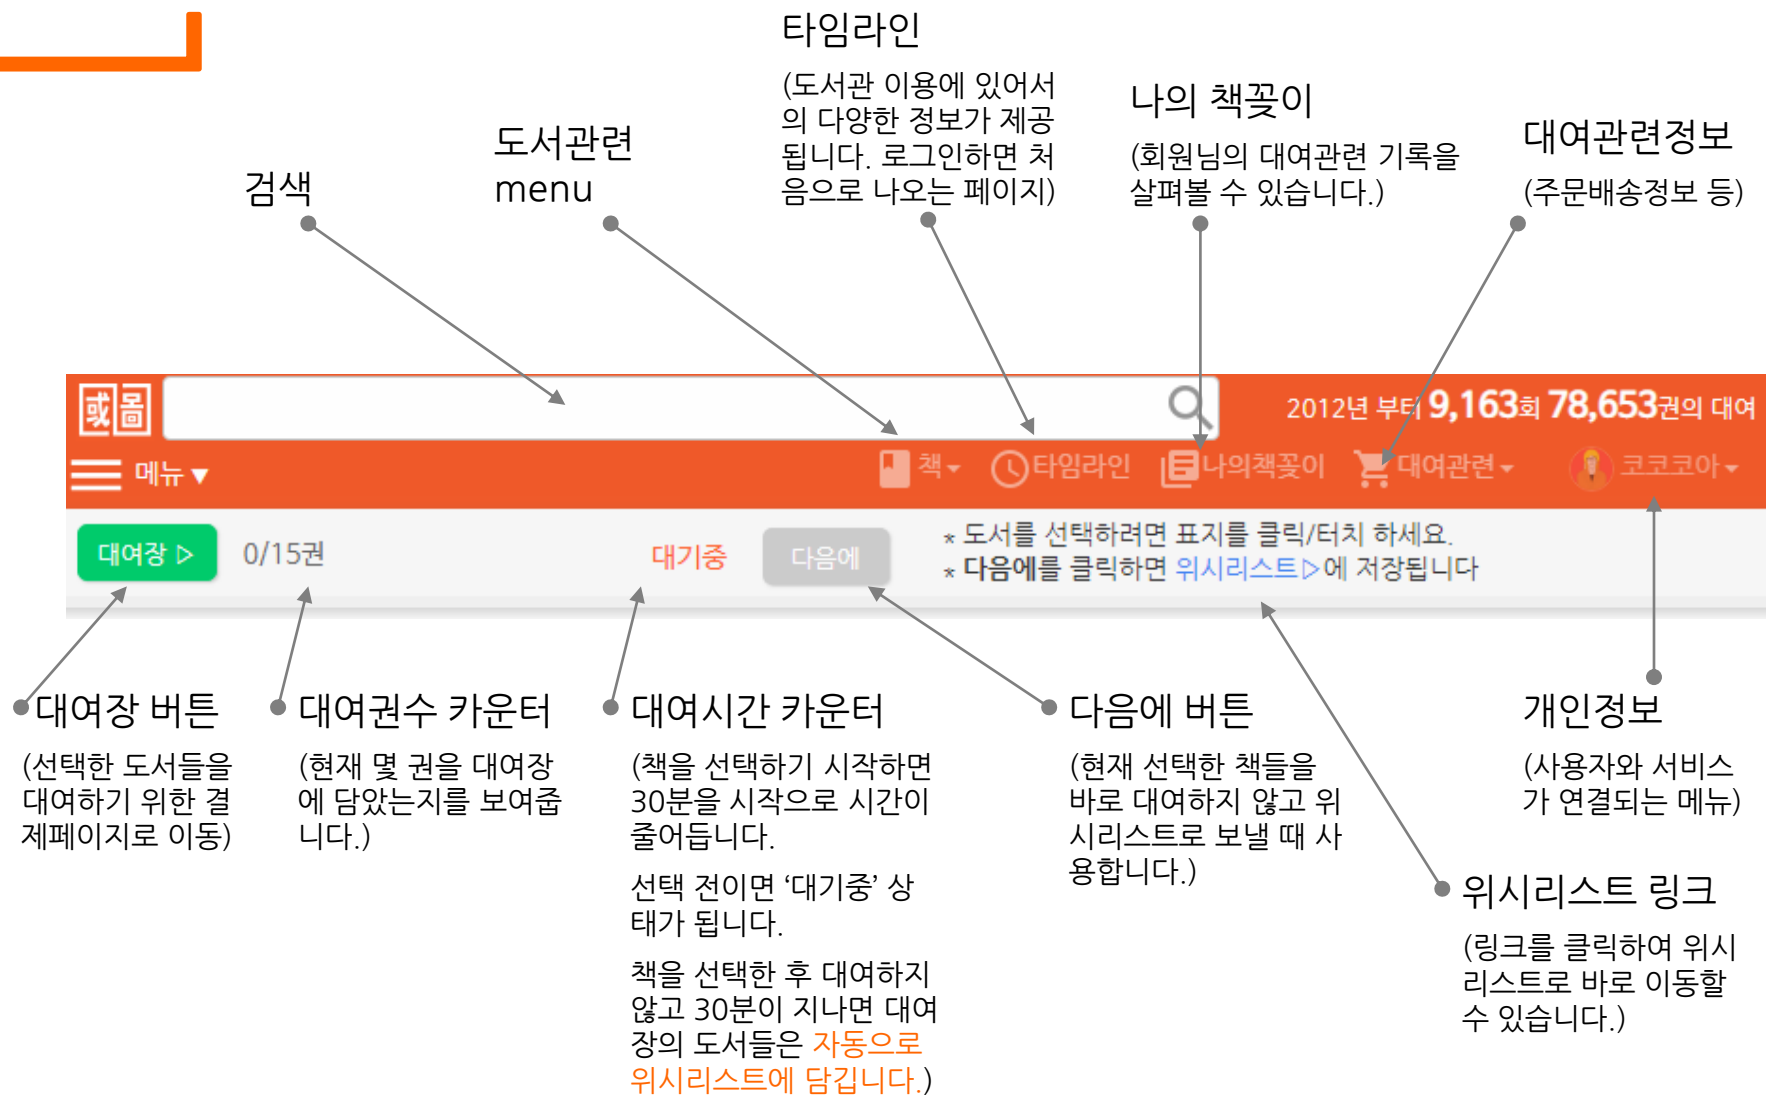 타임라인
(도서관 이용에 있어서
의 다양한 정보가 제공
됩니다. 로그인하면 처
음으로 나오는 페이지)
나의 책꽂이
(회원님의 대여관련 기록을
살펴볼 수 있습니다.)
대여관련정보
(주문배송정보 등)
도서관련
menu
검색
或 圖
2012년 부터 9,163회 78,653권의 대여
메뉴 ▼
책 타임라인 나의책꽂이 대여관련 코코코아
대여장 ▷ 0/15권 대기중 다음에
* 도서를 선택하려면 표지를 클릭/터치 하세요.
* 다음에를 클릭하면 위시리스트▷에 저장됩니다
대여장 버튼
(선택한 도서들을
대여하기 위한 결
제페이지로 이동)
대여권수 카운터
(현재 몇 권을 대여장
에 담았는지를 보여줍
니다.)
대여시간 카운터
(책을 선택하기 시작하면
30분을 시작으로 시간이
줄어듭니다.
선택 전이면 ‘대기중’ 상
태가 됩니다.
책을 선택한 후 대여하지
않고 30분이 지나면 대여
장의 도서들은 자동으로
위시리스트에 담깁니다.)
다음에 버튼
(현재 선택한 책들을
바로 대여하지 않고 위
시리스트로 보낼 때 사
용합니다.)
개인정보
(사용자와 서비스
가 연결되는 메뉴)
위시리스트 링크
(링크를 클릭하여 위시
리스트로 바로 이동할
수 있습니다.)